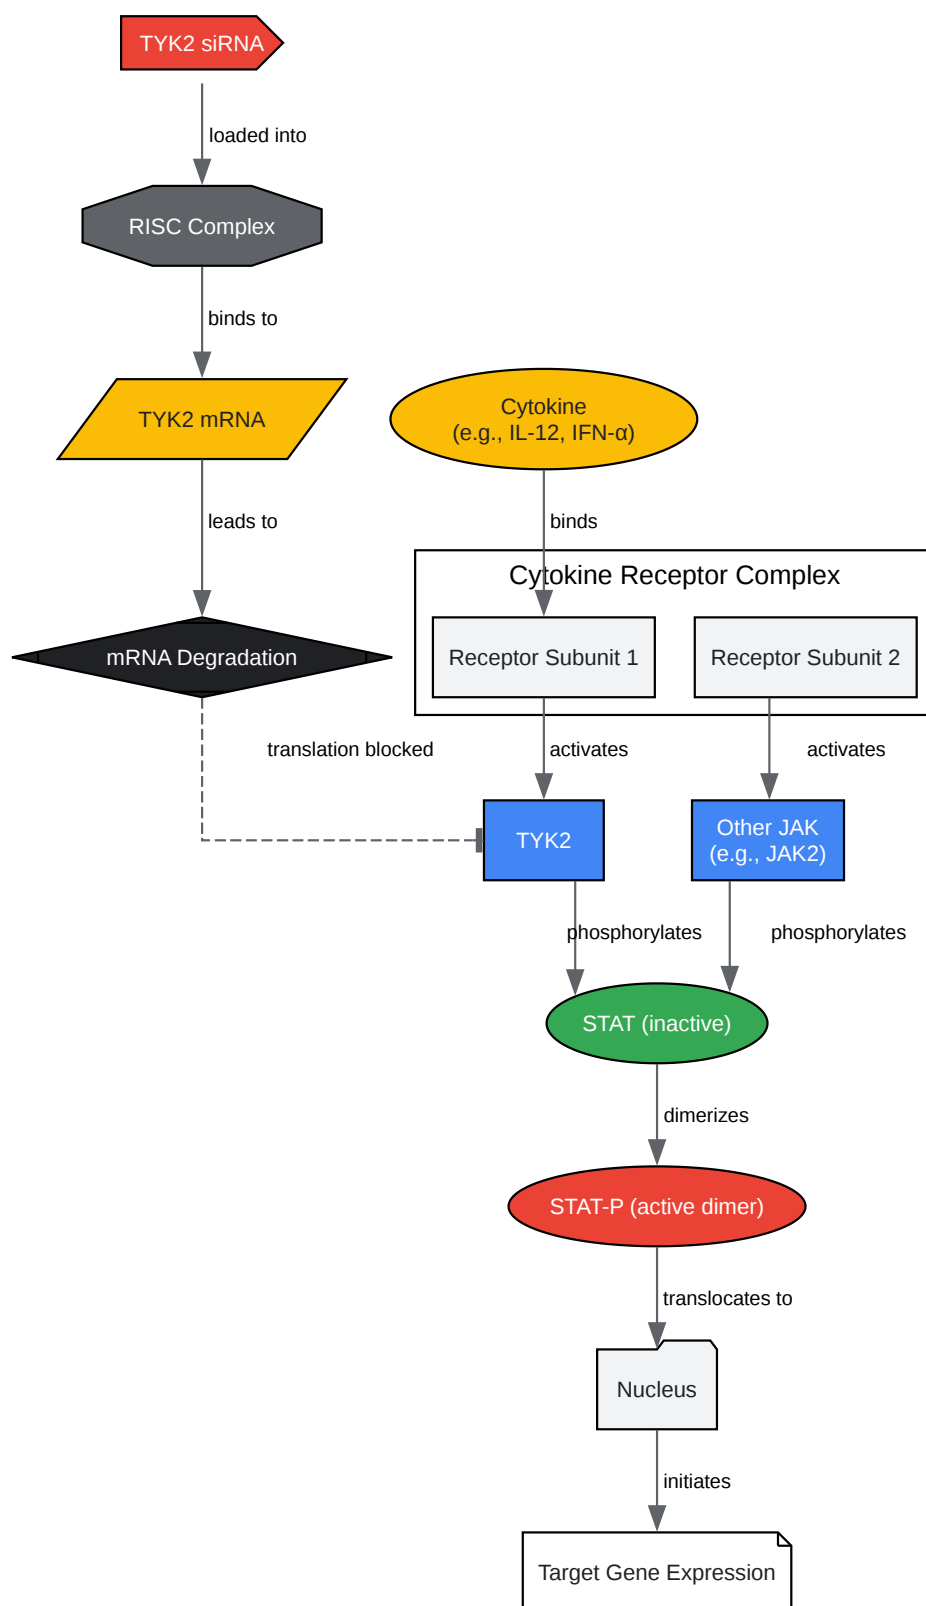 TYK2 siRNA
loaded into
RISC Complex
binds to
TYK2 mRNA
Cytokine
(e.g., IL-12, IFN-α)
leads to
binds
Cytokine Receptor Complex
mRNA Degradation
Receptor Subunit 1
Receptor Subunit 2
translation blocked
activates
activates
TYK2
Other JAK
(e.g., JAK2)
phosphorylates
phosphorylates
STAT (inactive)
dimerizes
STAT-P (active dimer)
translocates to
Nucleus
initiates
Target Gene Expression